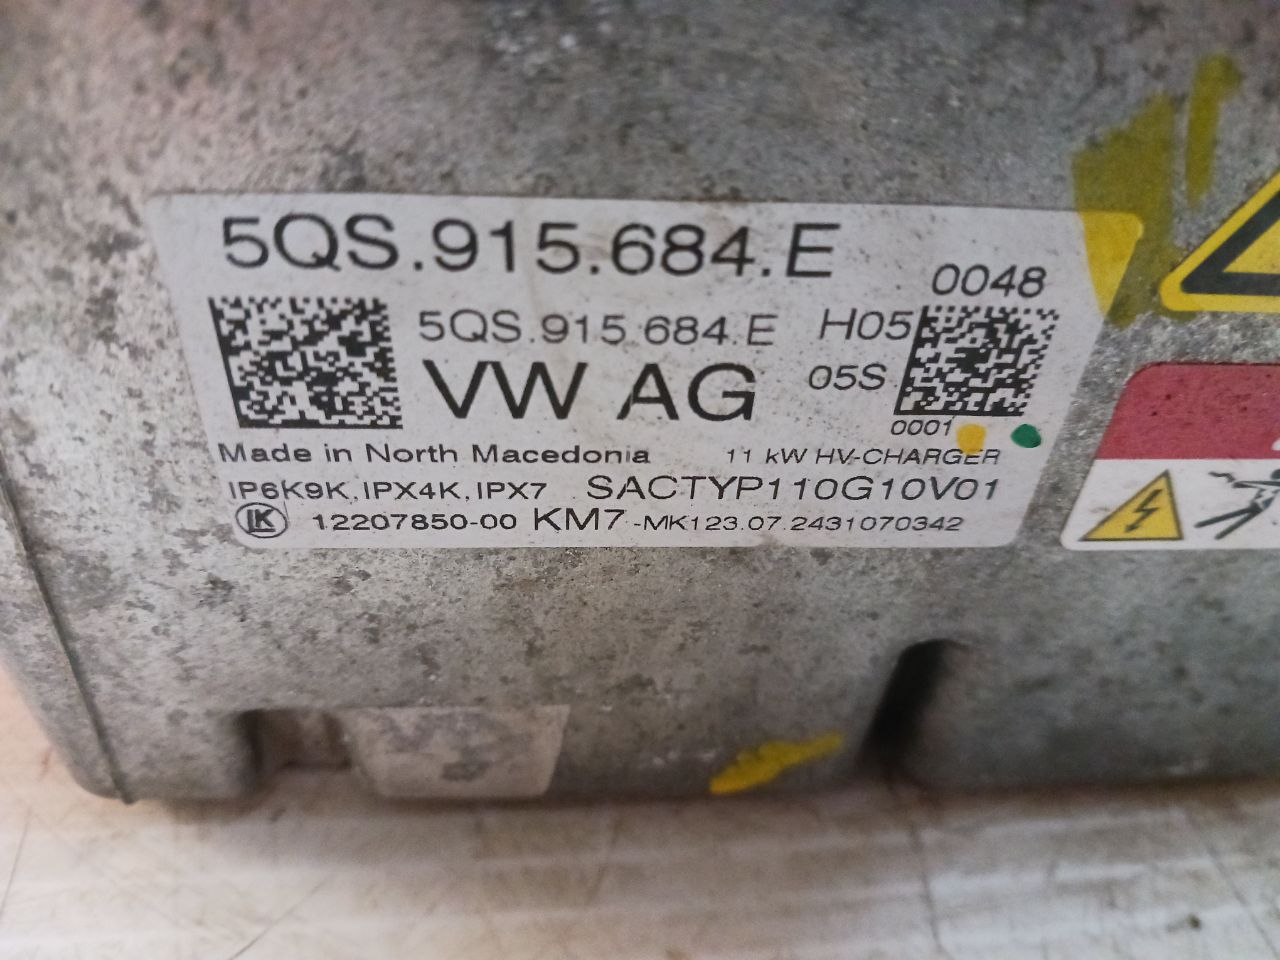 5QS.915.684.E
0048
5QS.915.684.E H05
VW AG 05S
0001
Made in North Macedonia 11 kW HV-CHARGER
IP6K9K, IPX4K, IPX7 SACTYP110G10V01
LK 12207850-00 KM7-MK123.07.2431070342